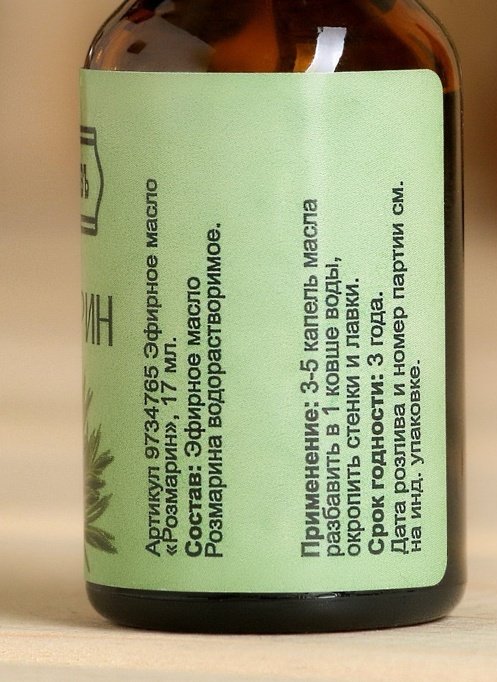 Артикул 9734765 Эфирное масло
«Розмарин», 17 мл.
Состав: Эфирное масло
Розмарина водорастворимое.
Применение: 3-5 капель масла
разбавить в 1 ковше воды,
окропить стенки и лавки.
Срок годности: 3 года.
Дата розлива и номер партии см.
на инд. упаковке.
РИН